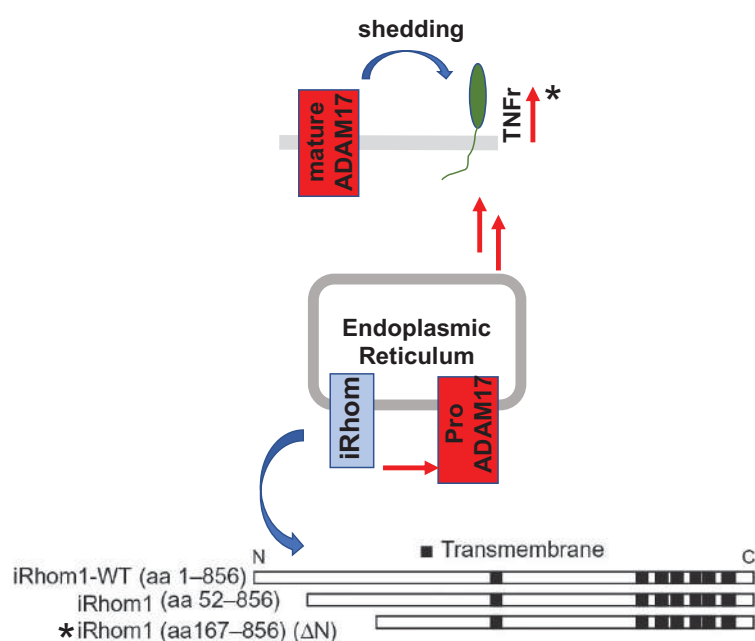 shedding
mature
ADAM17
TNFr
*
Endoplasmic
Reticulum
iRhom
Pro
ADAM17
N
■ Transmembrane
C
iRhom1-WT (aa 1–856)
iRhom1 (aa 52–856)
*iRhom1 (aa167–856) (ΔN)